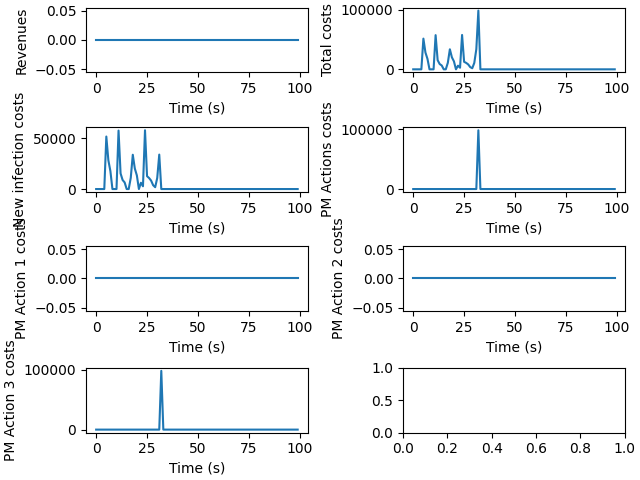 Revenues
0.05
0.00
−0.05
0 25 50 75 100
Time (s)
Total costs
100000
0
0 25 50 75 100
Time (s)
New infection costs
50000
0
0 25 50 75 100
Time (s)
PM Actions costs
100000
0
0 25 50 75 100
Time (s)
PM Action 1 costs
0.05
0.00
−0.05
0 25 50 75 100
Time (s)
PM Action 2 costs
0.05
0.00
−0.05
0 25 50 75 100
Time (s)
PM Action 3 costs
100000
0
0 25 50 75 100
Time (s)
1.0
0.5
0.0
0.0 0.2 0.4 0.6 0.8 1.0